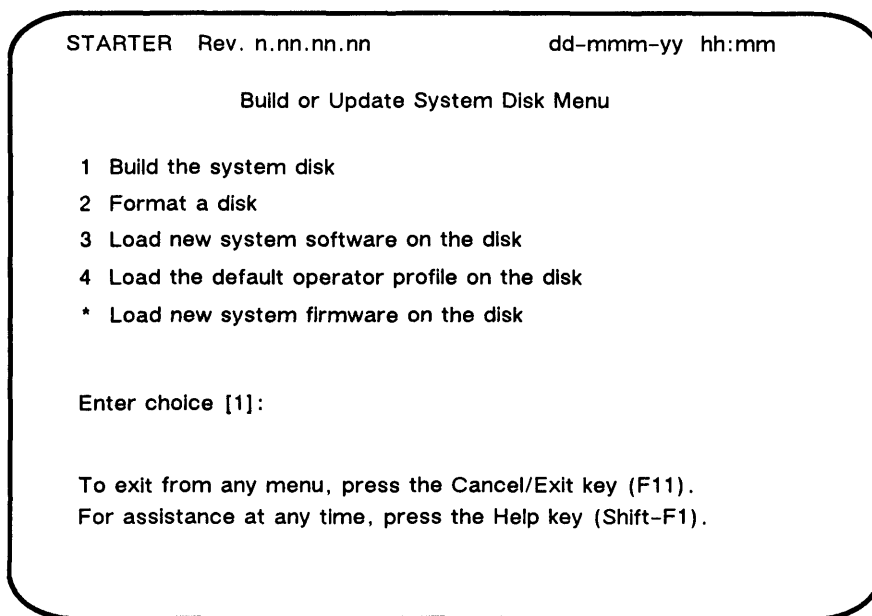 STARTER Rev. n.nn.nn.nn dd-mmm-yy hh:mm
Build or Update System Disk Menu
1 Build the system disk
2 Format a disk
3 Load new system software on the disk
4 Load the default operator profile on the disk
* Load new system firmware on the disk
Enter choice [1]:
To exit from any menu, press the Cancel/Exit key (F11).
For assistance at any time, press the Help key (Shift-F1).